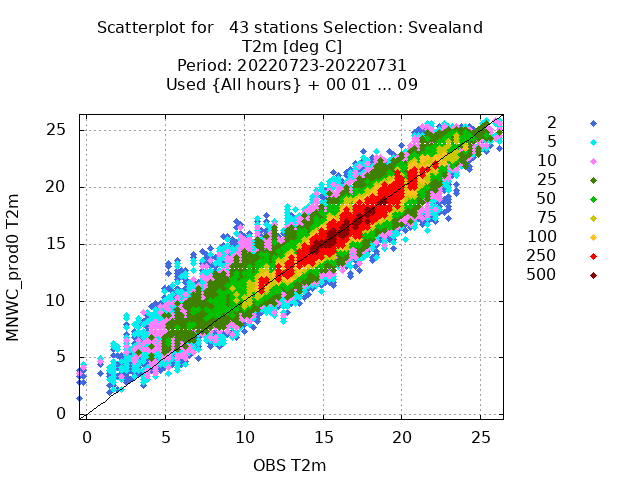 Scatterplot for   43 stations Selection: Svealand
T2m [deg C]
Period: 20220723-20220731
Used {All hours} + 00 01 ... 09
MNWC_prod0 T2m
25
20
15
10
5
0
0 5 10 15 20 25
OBS T2m
2
5
10
25
50
75
100
250
500